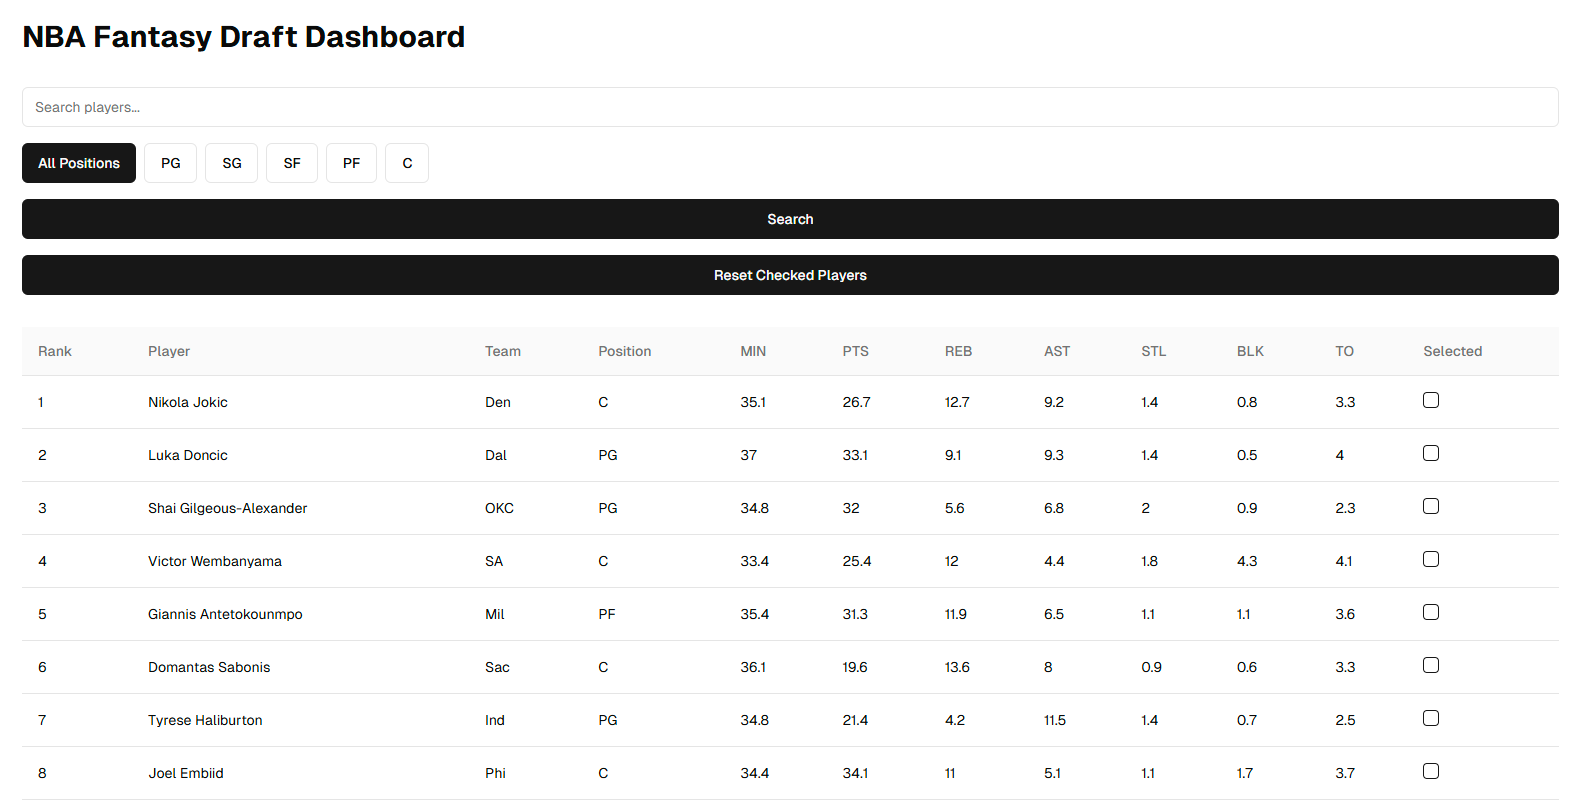 NBA Fantasy Draft Dashboard
Search players...
All Positions PG SG SF PF C
Search
Reset Checked Players
Rank Player Team Position MIN PTS REB AST STL BLK TO Selected
1 Nikola Jokic Den C 35.1 26.7 12.7 9.2 1.4 0.8 3.3
2 Luka Doncic Dal PG 37 33.1 9.1 9.3 1.4 0.5 4
3 Shai Gilgeous-Alexander OKC PG 34.8 32 5.6 6.8 2 0.9 2.3
4 Victor Wembanyama SA C 33.4 25.4 12 4.4 1.8 4.3 4.1
5 Giannis Antetokounmpo Mil PF 35.4 31.3 11.9 6.5 1.1 1.1 3.6
6 Domantas Sabonis Sac C 36.1 19.6 13.6 8 0.9 0.6 3.3
7 Tyrese Haliburton Ind PG 34.8 21.4 4.2 11.5 1.4 0.7 2.5
8 Joel Embiid Phi C 34.4 34.1 11 5.1 1.1 1.7 3.7